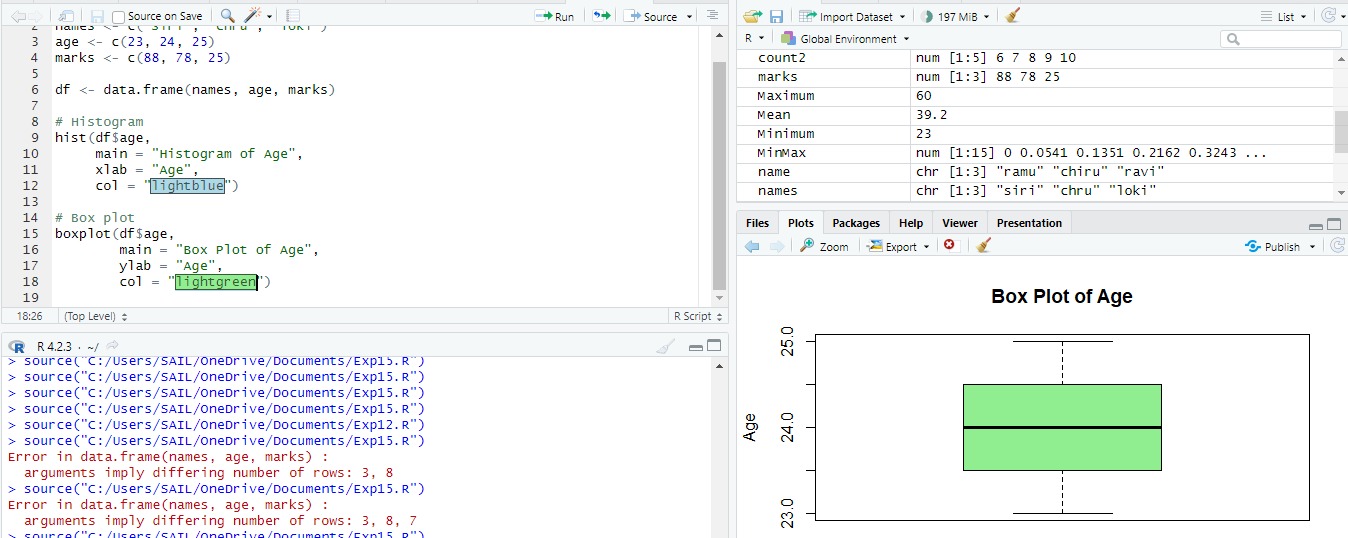 Source on Save
Run
Source
2 names <- c("siri", "chru", "loki")
3 age <- c(23, 24, 25)
4 marks <- c(88, 78, 25)
5
6 df <- data.frame(names, age, marks)
7
8 # Histogram
9 hist(df$age,
10 main = "Histogram of Age",
11 xlab = "Age",
12 col = "lightblue")
13
14 # Box plot
15 boxplot(df$age,
16 main = "Box Plot of Age",
17 ylab = "Age",
18 col = "lightgreen")
19
18:26 (Top Level) R Script
R R 4.2.3 · ~/
> source("C:/Users/SAIL/OneDrive/Documents/Exp15.R")
> source("C:/Users/SAIL/OneDrive/Documents/Exp15.R")
> source("C:/Users/SAIL/OneDrive/Documents/Exp15.R")
> source("C:/Users/SAIL/OneDrive/Documents/Exp15.R")
> source("C:/Users/SAIL/OneDrive/Documents/Exp12.R")
> source("C:/Users/SAIL/OneDrive/Documents/Exp15.R")
Error in data.frame(names, age, marks) :
arguments imply differing number of rows: 3, 8
> source("C:/Users/SAIL/OneDrive/Documents/Exp15.R")
Error in data.frame(names, age, marks) :
arguments imply differing number of rows: 3, 8, 7
> source("C:/Users/SAIL/OneDrive/Documents/Exp15.R")
Import Dataset 197 MiB List
R Global Environment
count2 num [1:5] 6 7 8 9 10
marks num [1:3] 88 78 25
Maximum 60
Mean 39.2
Minimum 23
MinMax num [1:15] 0 0.0541 0.1351 0.2162 0.3243 ...
name chr [1:3] "ramu" "chiru" "ravi"
names chr [1:3] "siri" "chru" "loki"
Files Plots Packages Help Viewer Presentation
Zoom Export Publish
Box Plot of Age
Age
25.0
24.0
23.0